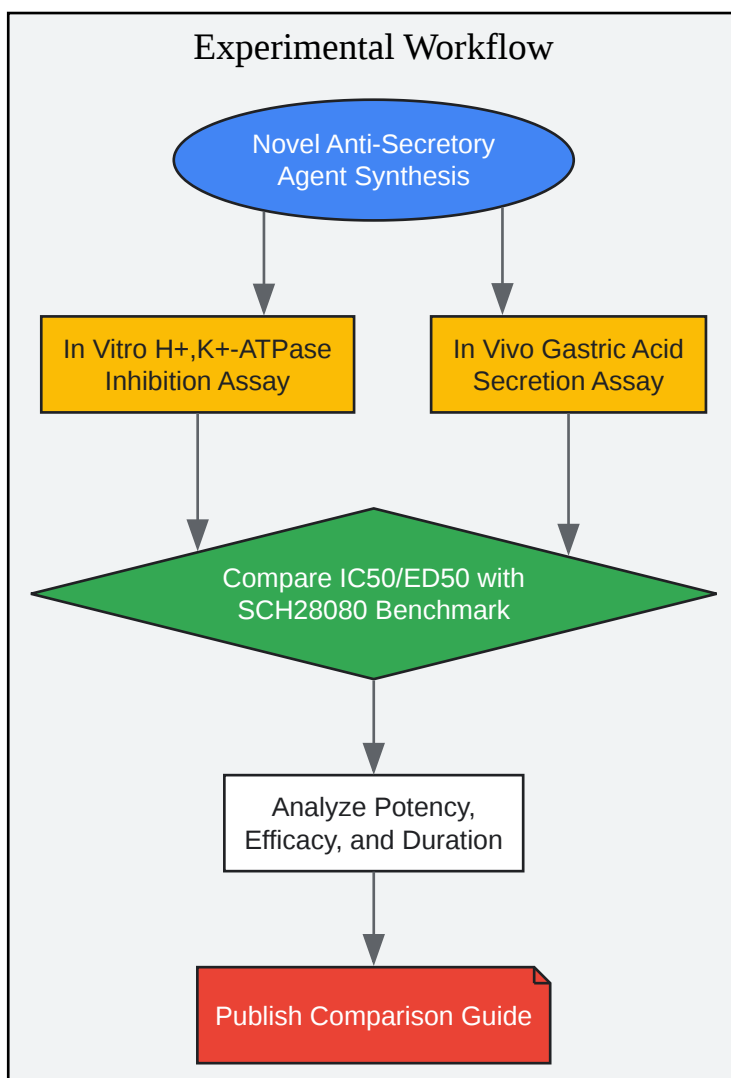 Experimental Workflow
Novel Anti-Secretory
Agent Synthesis
In Vitro H+,K+-ATPase
Inhibition Assay
In Vivo Gastric Acid
Secretion Assay
Compare IC50/ED50 with
SCH28080 Benchmark
Analyze Potency,
Efficacy, and Duration
Publish Comparison Guide